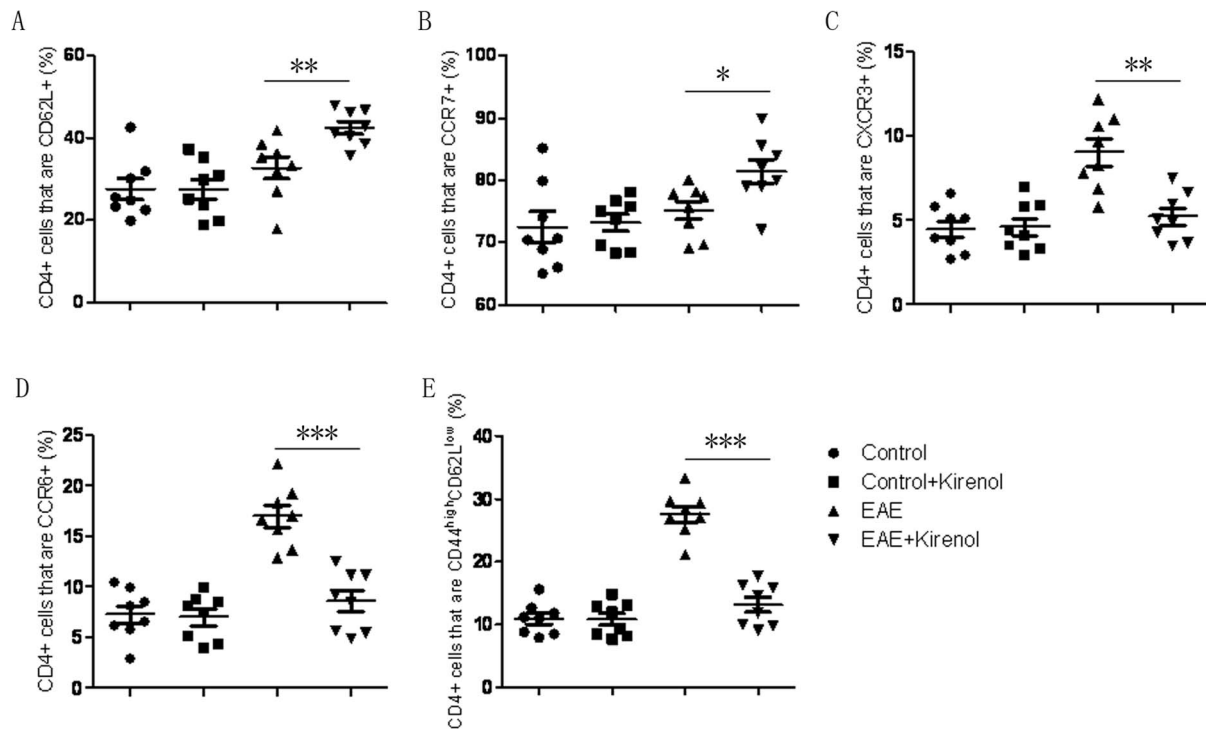 A
CD4+ cells that are CD62L+ (%)
60
40
20
0
**
B
CD4+ cells that are CCR7+ (%)
100
90
80
70
60
*
C
CD4+ cells that are CXCR3+ (%)
15
10
5
0
**
D
CD4+ cells that are CCR6+ (%)
25
20
15
10
5
0
***
E
CD4+ cells that are CD44highCD62Llow (%)
40
30
20
10
0
***
Control
Control+Kirenol
EAE
EAE+Kirenol